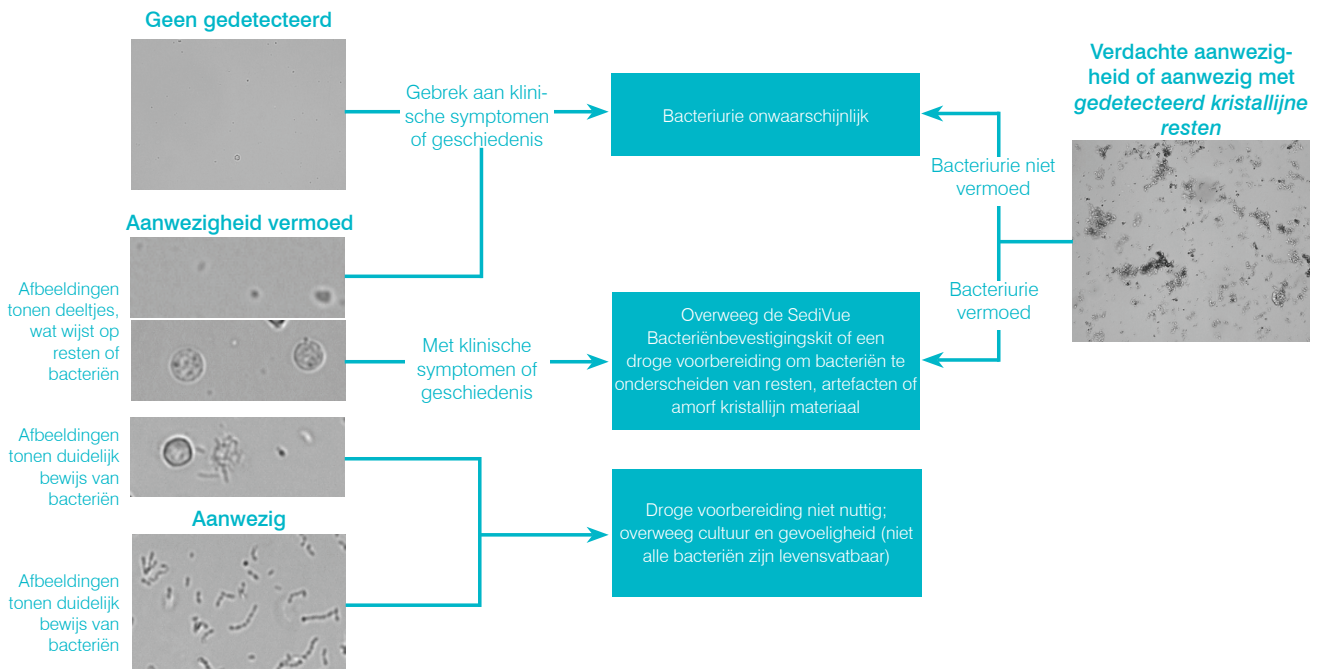 Geen gedetecteerd
Gebrek aan klini-
sche symptomen
of geschiedenis
Bacteriurie onwaarschijnlijk
Verdachte aanwezig-
heid of aanwezig met
gedetecteerd kristallijne
resten
Bacteriurie niet
vermoed
Bacteriurie
vermoed
Aanwezigheid vermoed
Afbeeldingen
tonen deeltjes,
wat wijst op
resten of
bacteriën
Met klinische
symptomen of
geschiedenis
Overweeg de SediVue
Bacteriënbevestigingskit of een
droge voorbereiding om bacteriën te
onderscheiden van resten, artefacten of
amorf kristallijn materiaal
Afbeeldingen
tonen duidelijk
bewijs van
bacteriën
Aanwezig
Afbeeldingen
tonen duidelijk
bewijs van
bacteriën
Droge voorbereiding niet nuttig;
overweeg cultuur en gevoeligheid (niet
alle bacteriën zijn levensvatbaar)